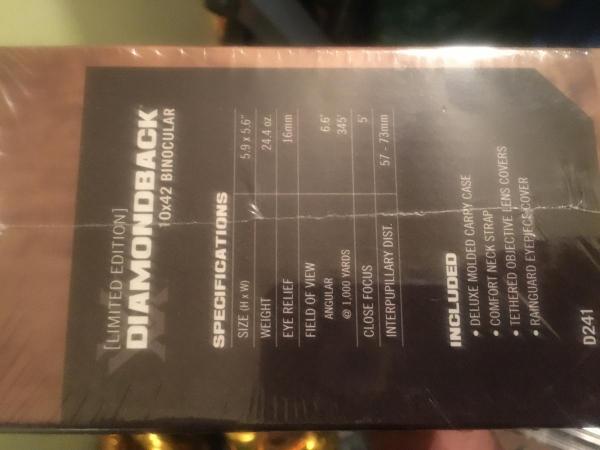 [LIMITED EDITION]
DIAMONDBACK
10x42 BINOCULAR
SPECIFICATIONS
SIZE (H x W) 5.9 x 5.6"
WEIGHT 24.4 oz.
EYE RELIEF 16mm
FIELD OF VIEW
ANGULAR 6.6°
@ 1,000 YARDS 345'
CLOSE FOCUS 5'
INTERPUPILLARY DIST. 57 - 73mm
INCLUDED
• DELUXE MOLDED CARRY CASE
• COMFORT NECK STRAP
• TETHERED OBJECTIVE LENS COVERS
• RAINGUARD EYEPIECE COVER
D241